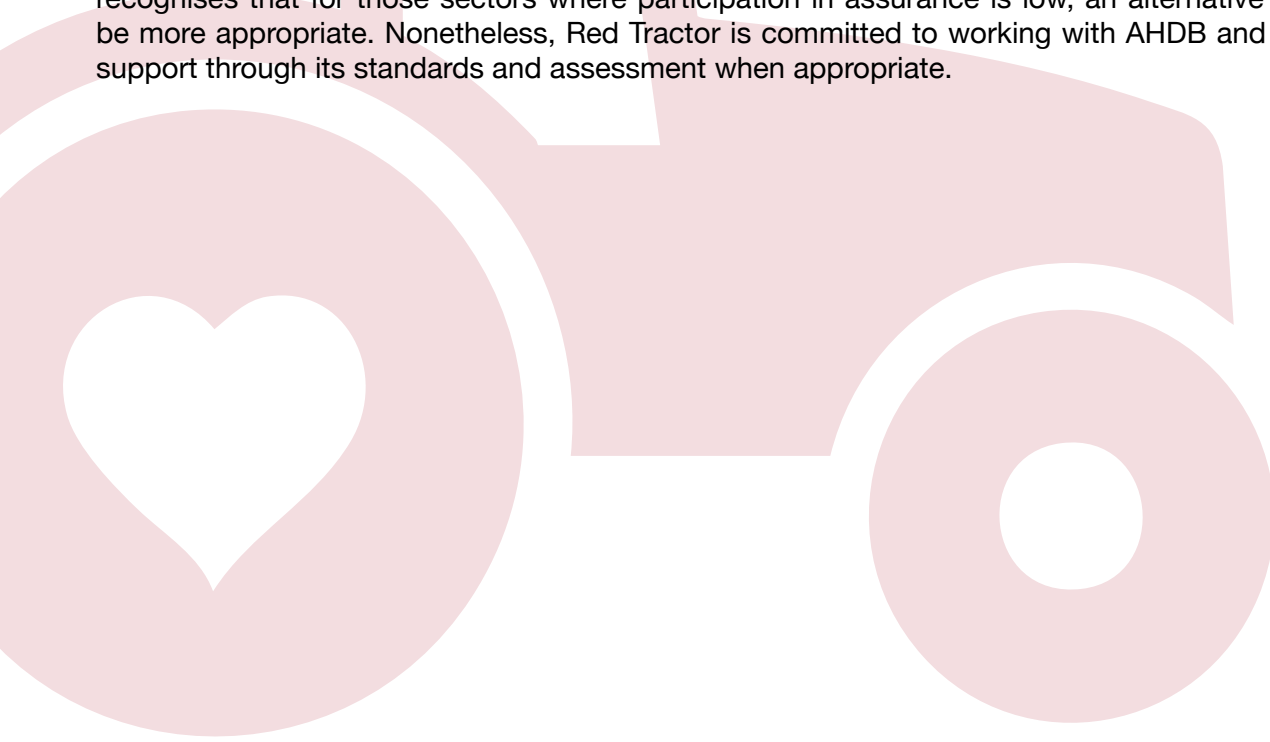 recognises that for those sectors where participation in assurance is low, an alternative
be more appropriate. Nonetheless, Red Tractor is committed to working with AHDB and
support through its standards and assessment when appropriate.